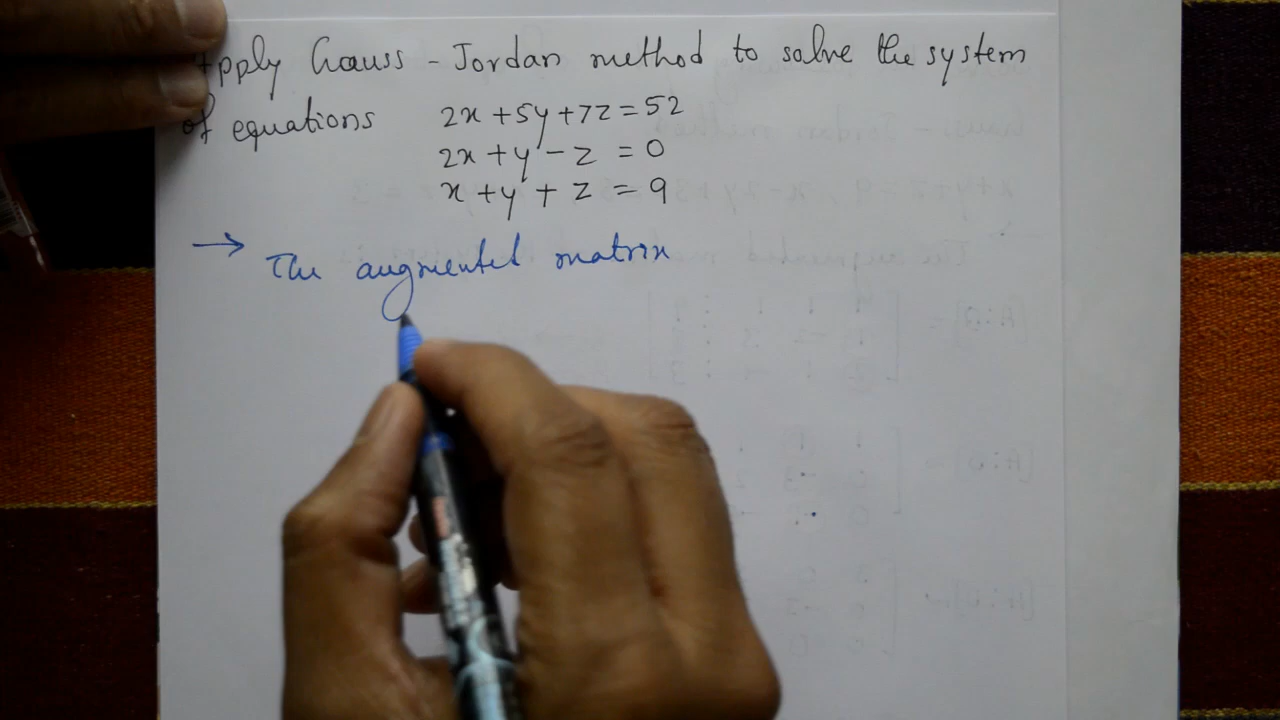 Apply Gauss - Jordan method to solve the system
of equations 2x + 5y + 7z = 52
2x + y - z = 0
x + y + z = 9
→ The augmented matrix